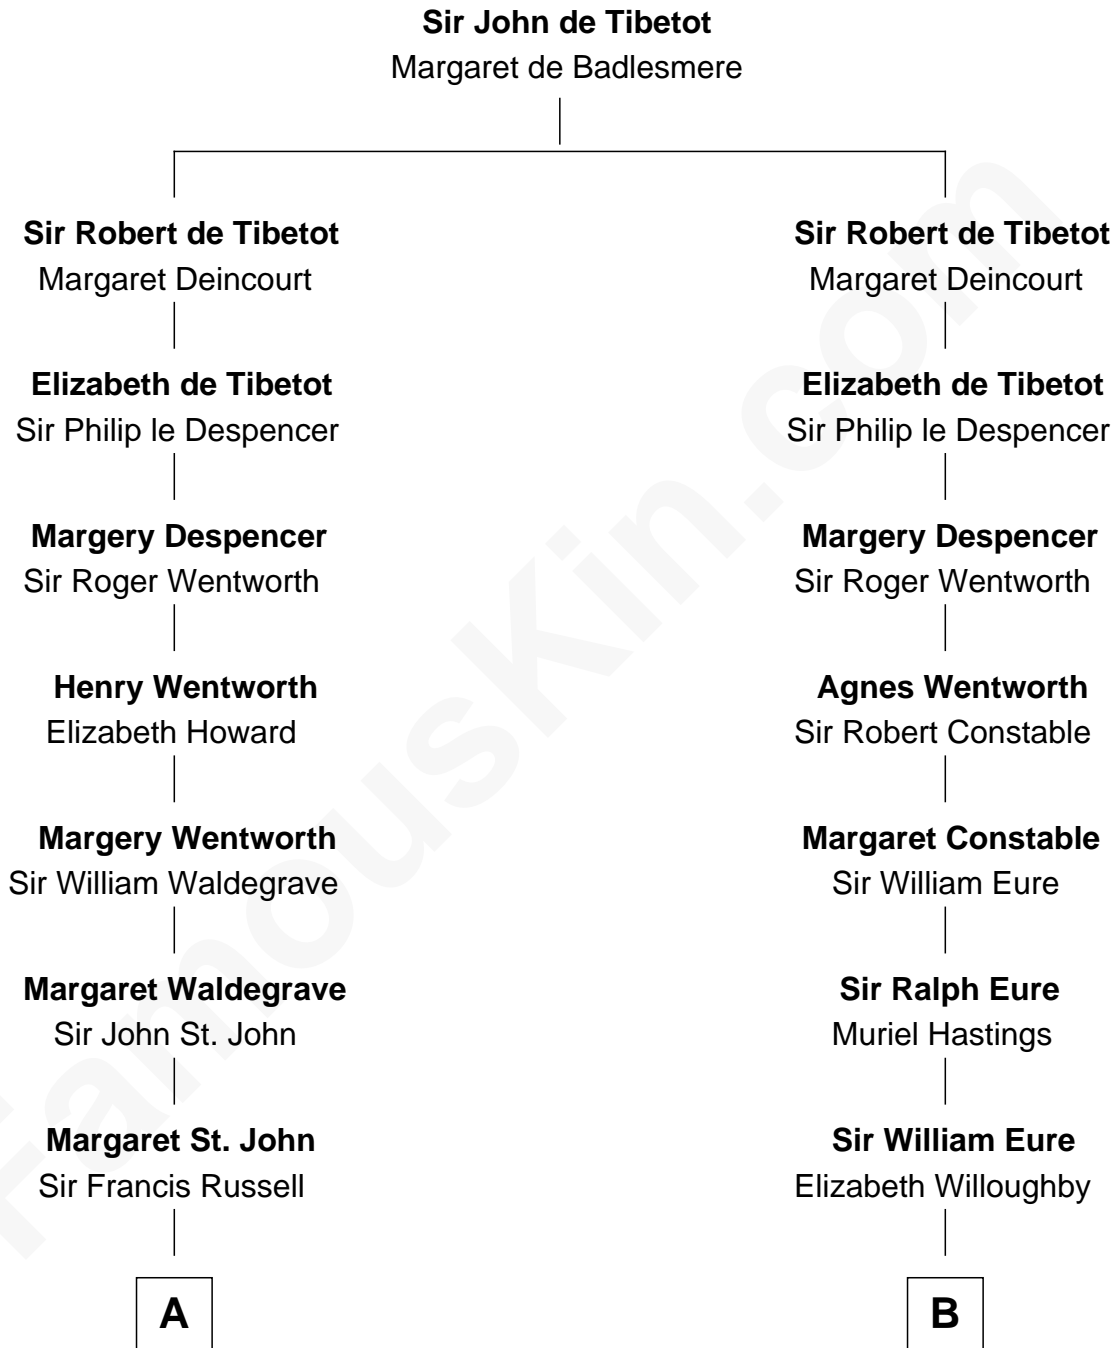 Sir John de Tibetot
Margaret de Badlesmere
Sir Robert de Tibetot
Margaret Deincourt
Sir Robert de Tibetot
Margaret Deincourt
Elizabeth de Tibetot
Sir Philip le Despencer
Elizabeth de Tibetot
Sir Philip le Despencer
Margery Despencer
Sir Roger Wentworth
Margery Despencer
Sir Roger Wentworth
Henry Wentworth
Elizabeth Howard
Agnes Wentworth
Sir Robert Constable
Margery Wentworth
Sir William Waldegrave
Margaret Constable
Sir William Eure
Margaret Waldegrave
Sir John St. John
Sir Ralph Eure
Muriel Hastings
Margaret St. John
Sir Francis Russell
Sir William Eure
Elizabeth Willoughby
A
B
FamousKin.com